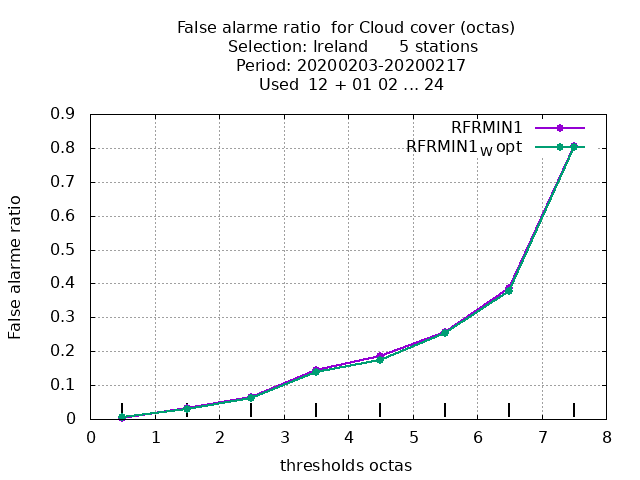 False alarme ratio  for Cloud cover (octas)
Selection: Ireland      5 stations
Period: 20200203-20200217
Used  12 + 01 02 ... 24
RFRMIN1
RFRMIN1W opt
False alarme ratio
0.9
0.8
0.7
0.6
0.5
0.4
0.3
0.2
0.1
0
0 1 2 3 4 5 6 7 8
thresholds octas